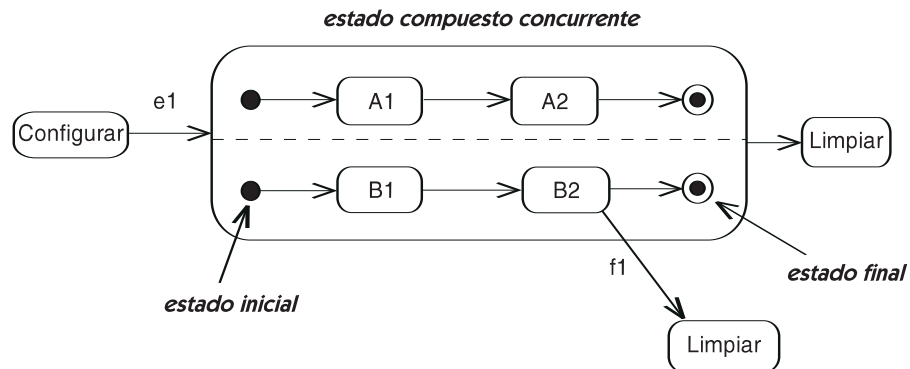 estado compuesto concurrente
e1
A1
A2
Configurar
Limpiar
B1
B2
f1
estado inicial
estado final
Limpiar